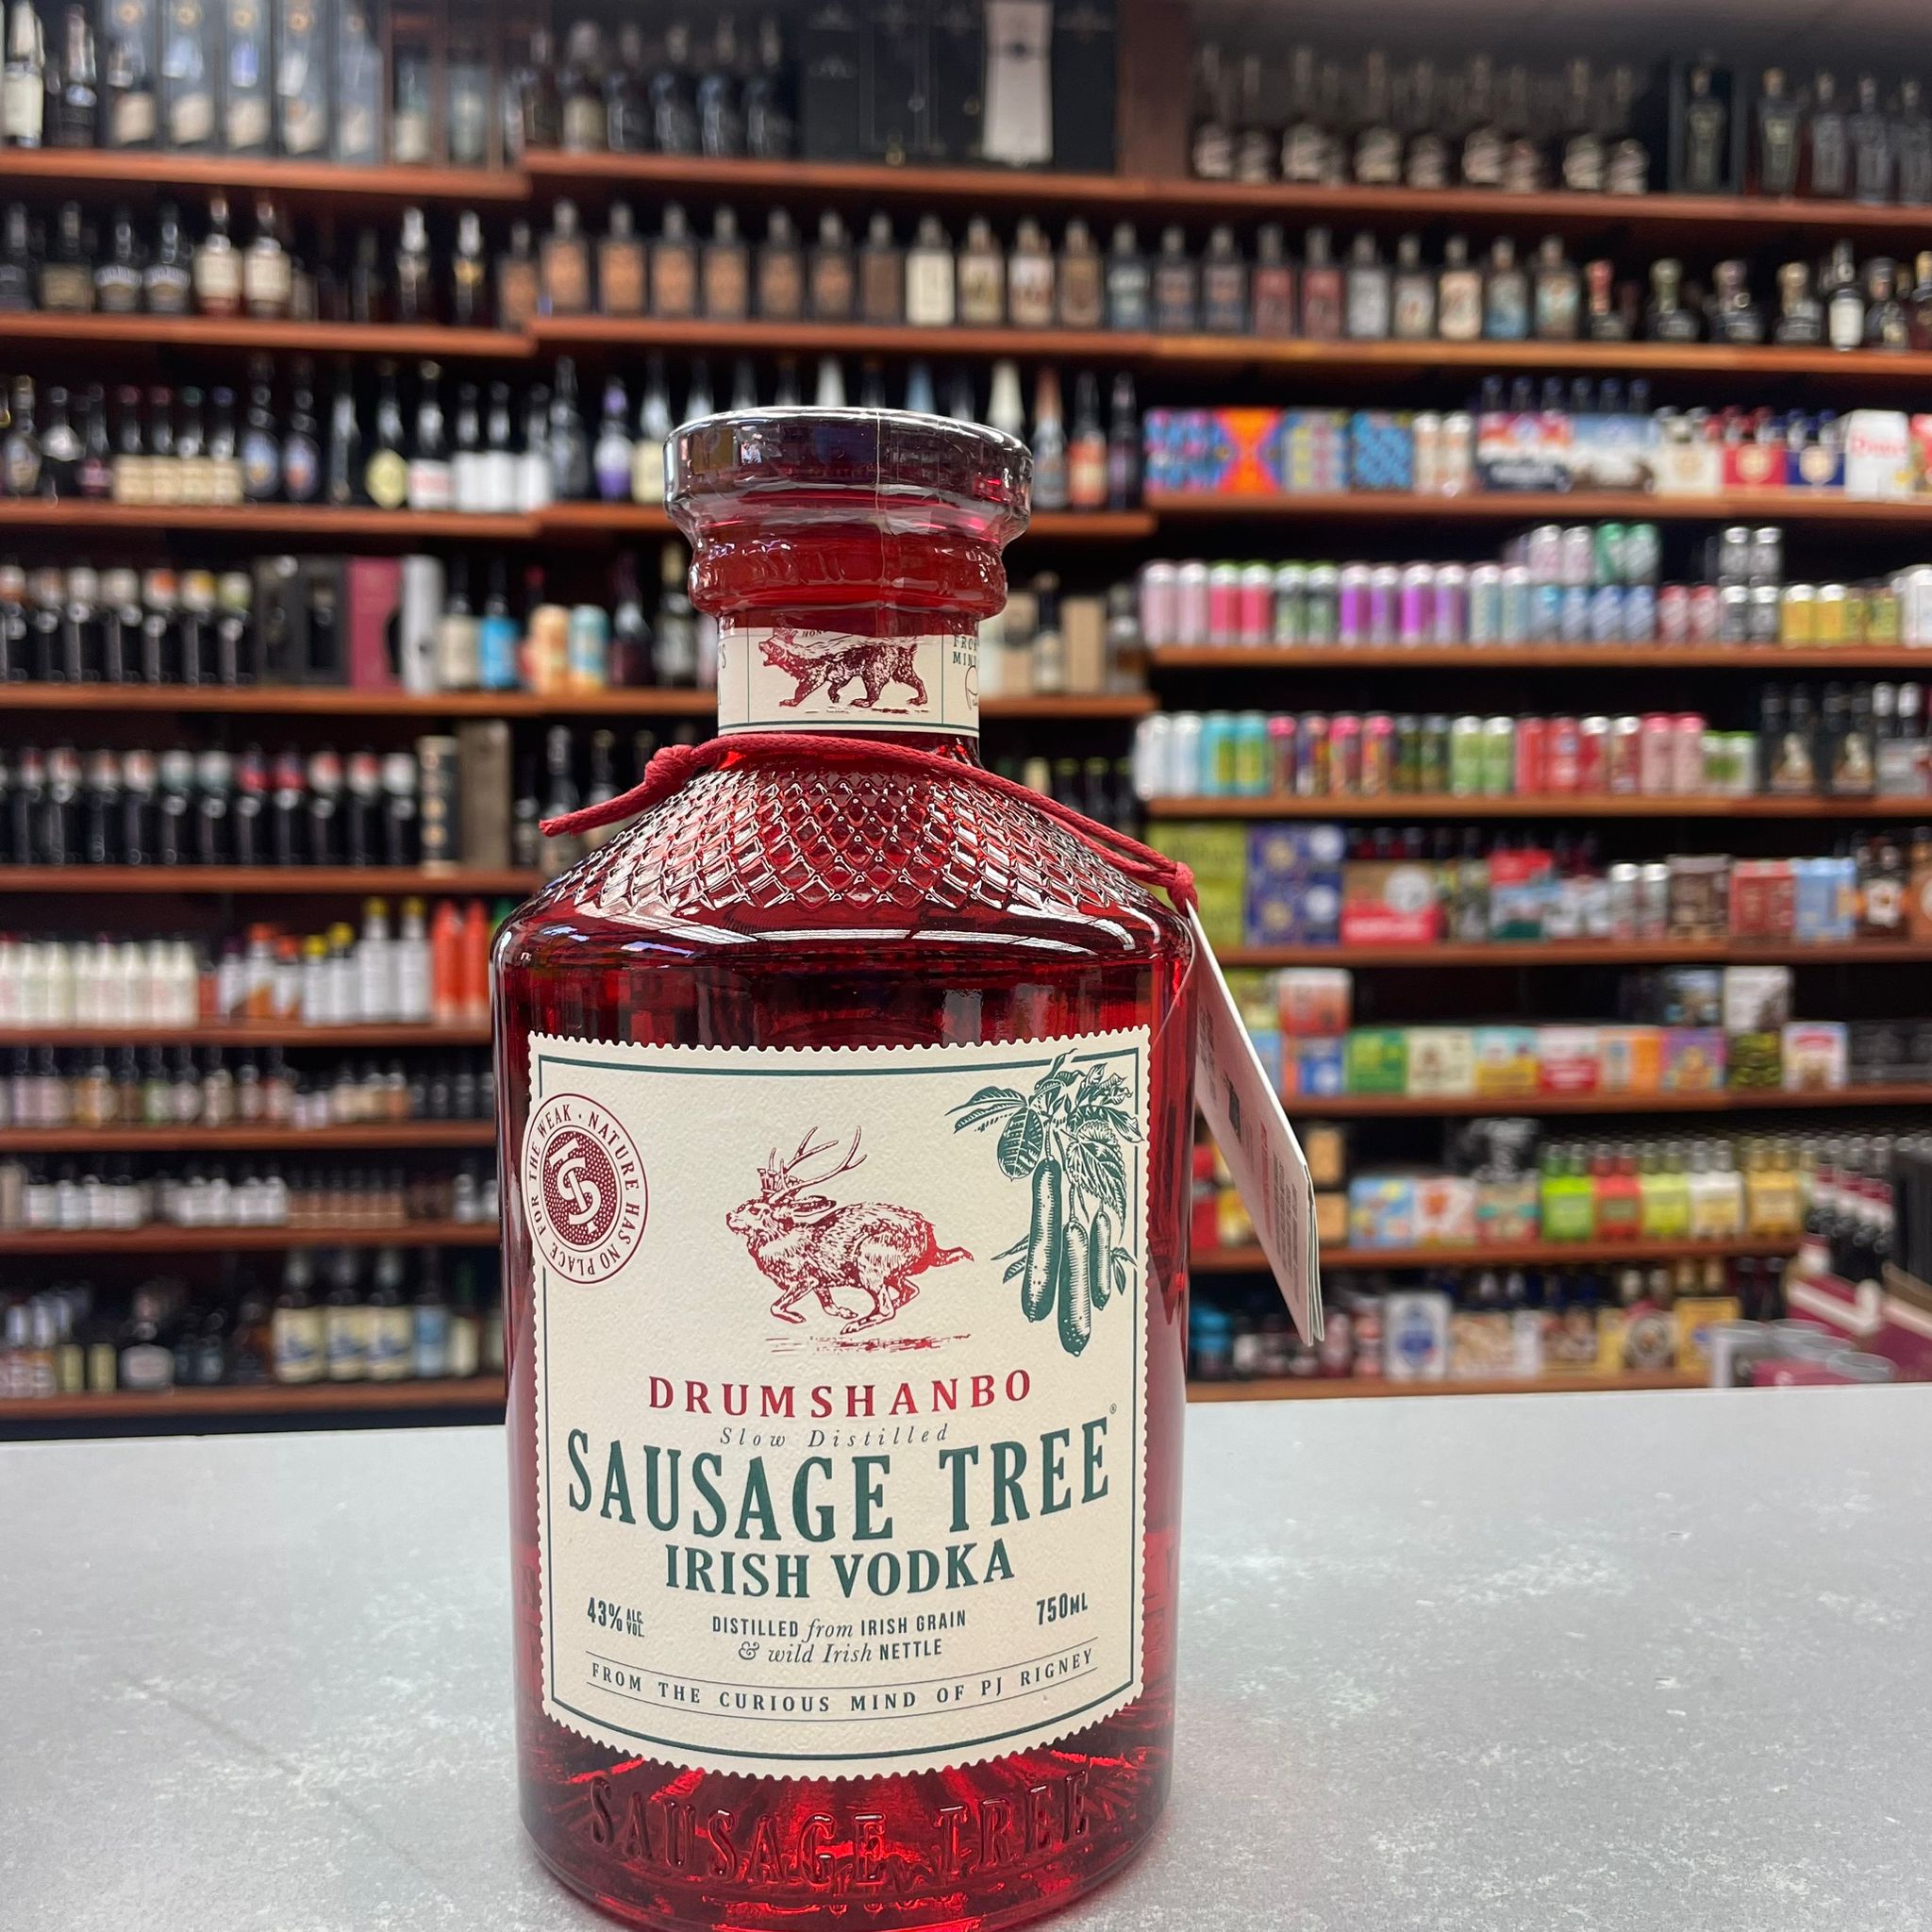 NATURE HAS NO PLACE FOR THE WEAK ·
DRUMSHANBO
Slow Distilled
SAUSAGE TREE®
IRISH VODKA
43% ALC. VOL.
DISTILLED from IRISH GRAIN
& wild Irish NETTLE
750ML
FROM THE CURIOUS MIND OF PJ RIGNEY
SAUSAGE TREE